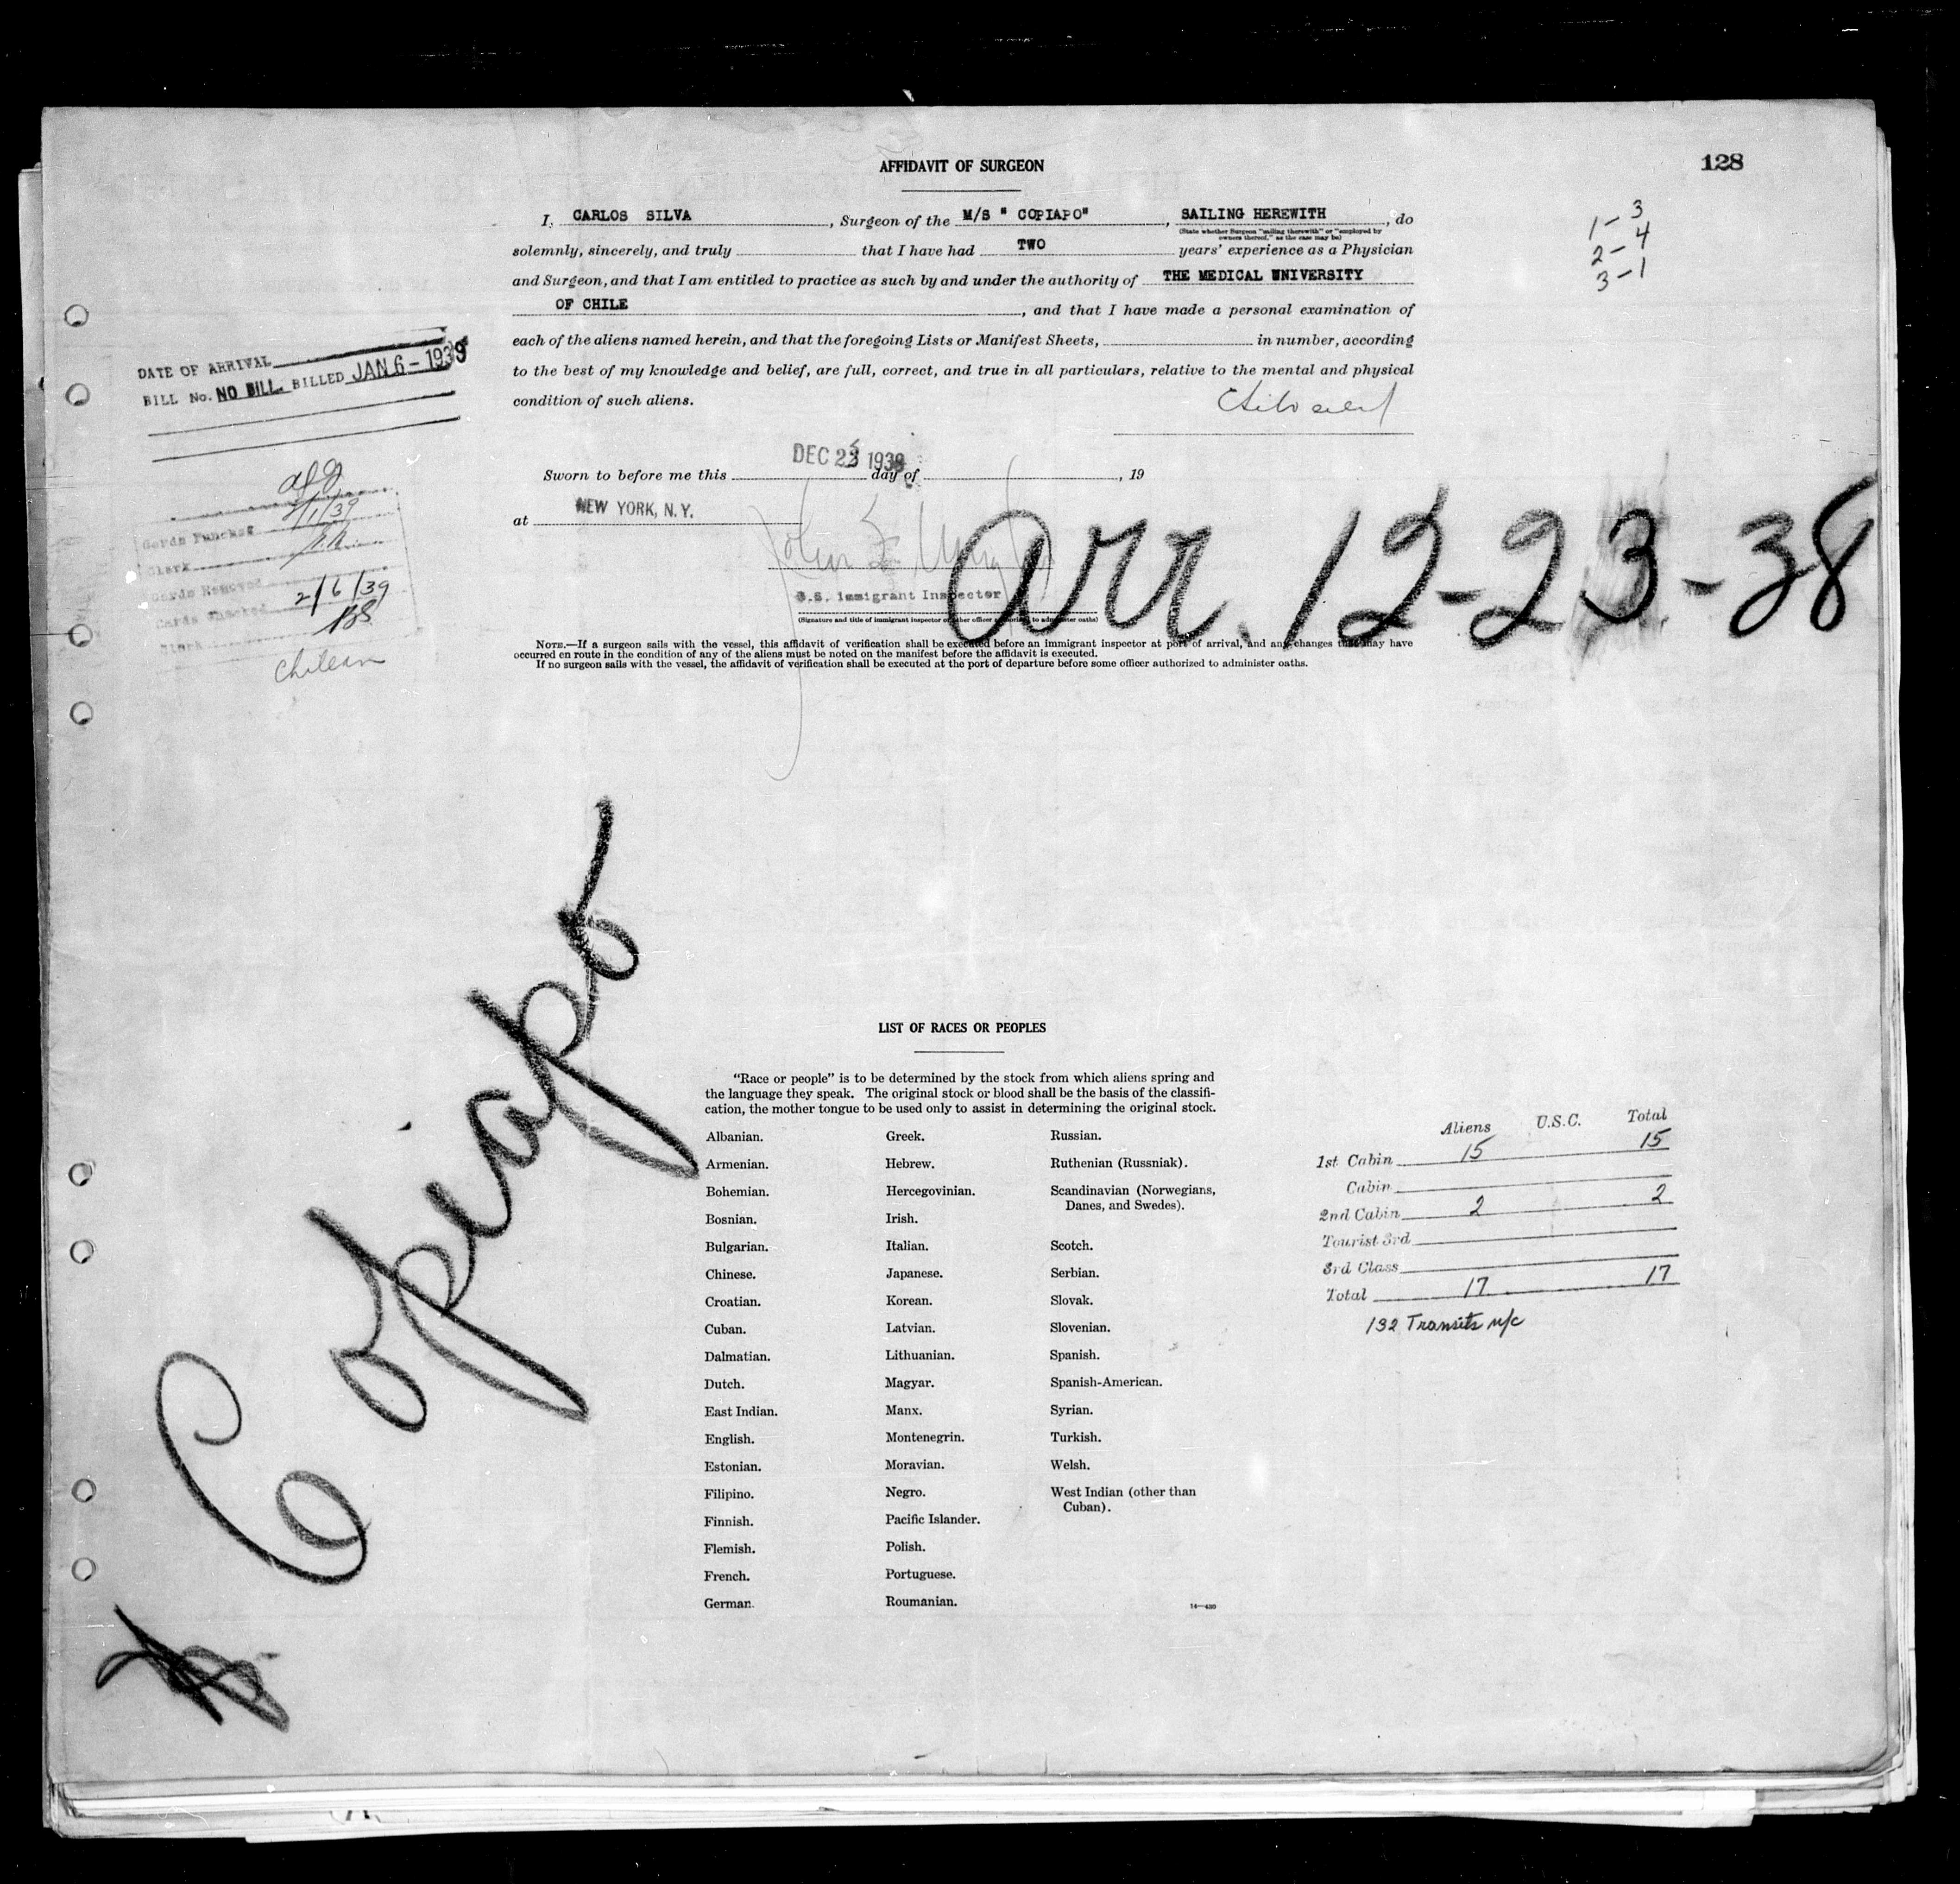 AFFIDAVIT OF SURGEON
128
I, CARLOS SILVA, Surgeon of the M/S " COPIAPO", SAILING HEREWITH, do
(State whether Surgeon "sailing therewith" or "employed by
owners thereof," as the case may be)
solemnly, sincerely, and truly that I have had TWO years' experience as a Physician
and Surgeon, and that I am entitled to practice as such by and under the authority of THE MEDICAL UNIVERSITY
OF CHILE, and that I have made a personal examination of
each of the aliens named herein, and that the foregoing Lists or Manifest Sheets, in number, according
to the best of my knowledge and belief, are full, correct, and true in all particulars, relative to the mental and physical
condition of such aliens.
1-3
2-4
3-1
DATE OF ARRIVAL
BILL No. NO BILL. BILLED JAN 6 - 1939
Sworn to before me this DEC 23 1938 day of , 19
at NEW YORK, N.Y.
U.S. Immigrant Inspector
(Signature and title of immigrant inspector or other officer authorized to administer oaths)
arr. 12-23-38
Cards Punched
Clerk
Cards Removed
Cards Checked 2/6/39
Clerk
Chilean
NOTE.—If a surgeon sails with the vessel, this affidavit of verification shall be executed before an immigrant inspector at port of arrival, and any changes that may have
occurred en route in the condition of any of the aliens must be noted on the manifest before the affidavit is executed.
If no surgeon sails with the vessel, the affidavit of verification shall be executed at the port of departure before some officer authorized to administer oaths.
Copiapo
LIST OF RACES OR PEOPLES
"Race or people" is to be determined by the stock from which aliens spring and
the language they speak. The original stock or blood shall be the basis of the classifi-
cation, the mother tongue to be used only to assist in determining the original stock.
Albanian.
Armenian.
Bohemian.
Bosnian.
Bulgarian.
Chinese.
Croatian.
Cuban.
Dalmatian.
Dutch.
East Indian.
English.
Estonian.
Filipino.
Finnish.
Flemish.
French.
German.
Greek.
Hebrew.
Hercegovinian.
Irish.
Italian.
Japanese.
Korean.
Latvian.
Lithuanian.
Magyar.
Manx.
Montenegrin.
Moravian.
Negro.
Pacific Islander.
Polish.
Portuguese.
Roumanian.
Russian.
Ruthenian (Russniak).
Scandinavian (Norwegians,
Danes, and Swedes).
Scotch.
Serbian.
Slovak.
Slovenian.
Spanish.
Spanish-American.
Syrian.
Turkish.
Welsh.
West Indian (other than
Cuban).
14—430
Aliens U.S.C. Total
1st Cabin 15 15
Cabin
2nd Cabin 2 2
Tourist 3rd
3rd Class
Total 17 17
132 Transits n/c